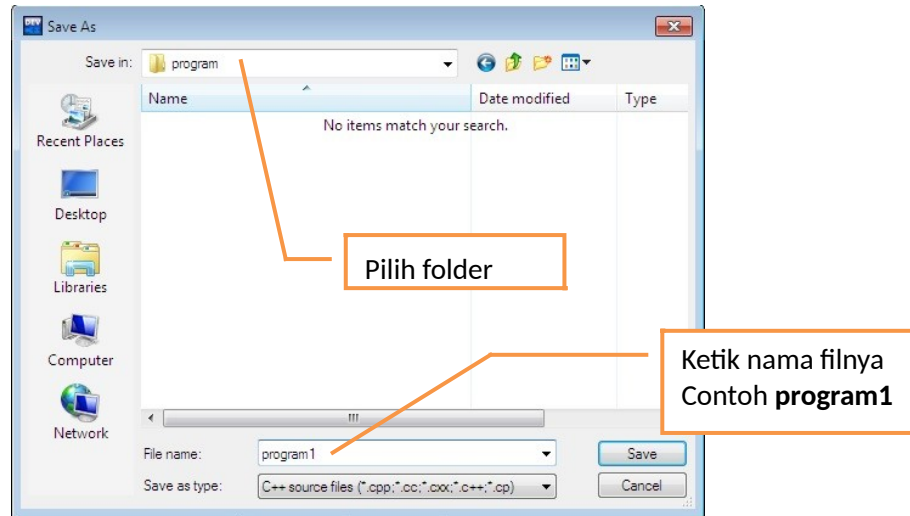 DEV
Save As
Save in:
program
Name
Date modified
Type
No items match your search.
Recent Places
Desktop
Libraries
Computer
Network
Pilih folder
Ketik nama filnya
Contoh program1
File name:
program1
Save
Save as type:
C++ source files (*.cpp;*.cc;*.cxx;*.c++;*.cp)
Cancel